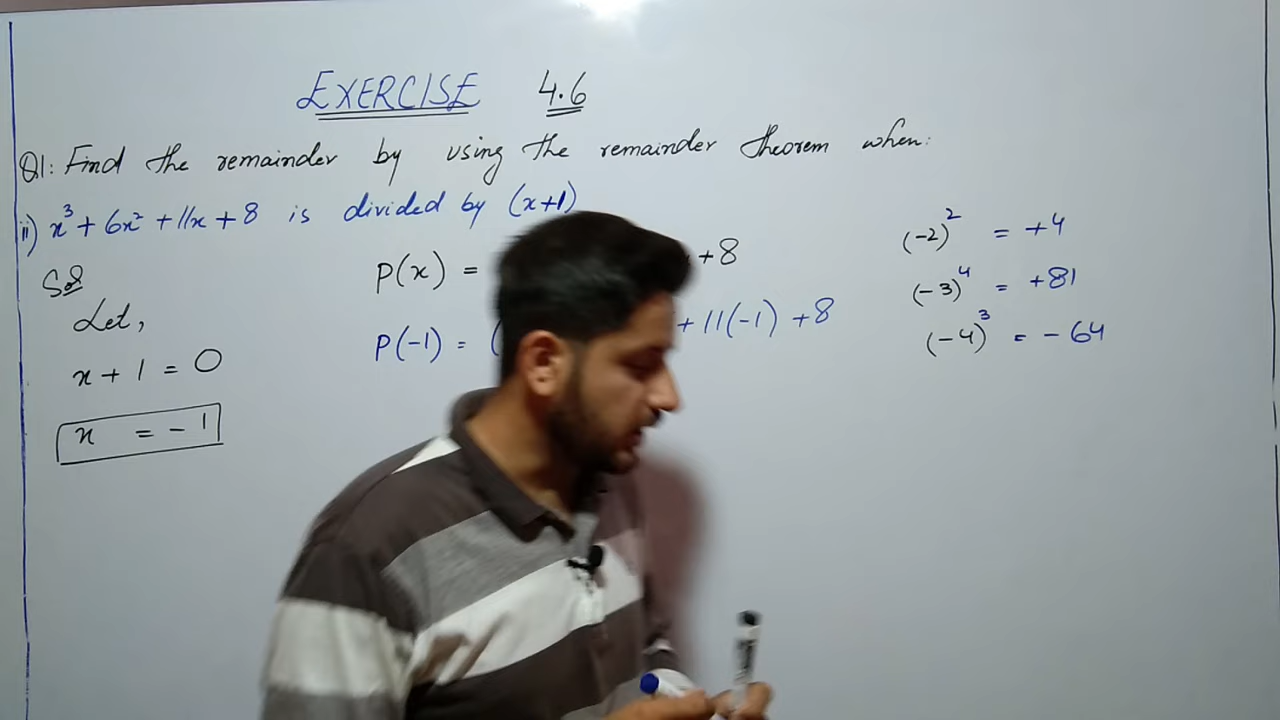 EXERCISE 4.6
Q1: Find the remainder by using the remainder theorem when:
ii) x³ + 6x² + 11x + 8 is divided by (x+1)
Sol
Let,
x + 1 = 0
x = -1
P(x) = +8
P(-1) = ( + 11(-1) + 8
(-2)² = +4
(-3)⁴ = +81
(-4)³ = -64